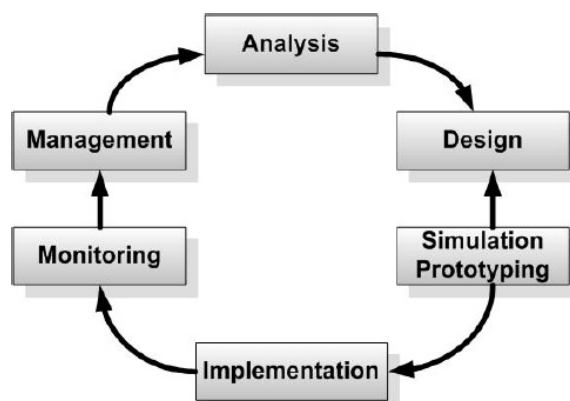 Analysis
Management
Design
Monitoring
Simulation
Prototyping
Implementation